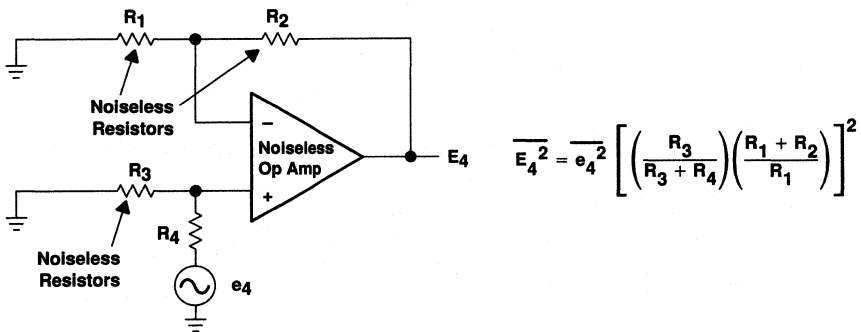 R1
R2
Noiseless
Resistors
−
Noiseless
Op Amp
+
E4
R3
R4
Noiseless
Resistors
e4
E4² = e4² [ ( R3 / (R3 + R4) ) ( (R1 + R2) / R1 ) ]²